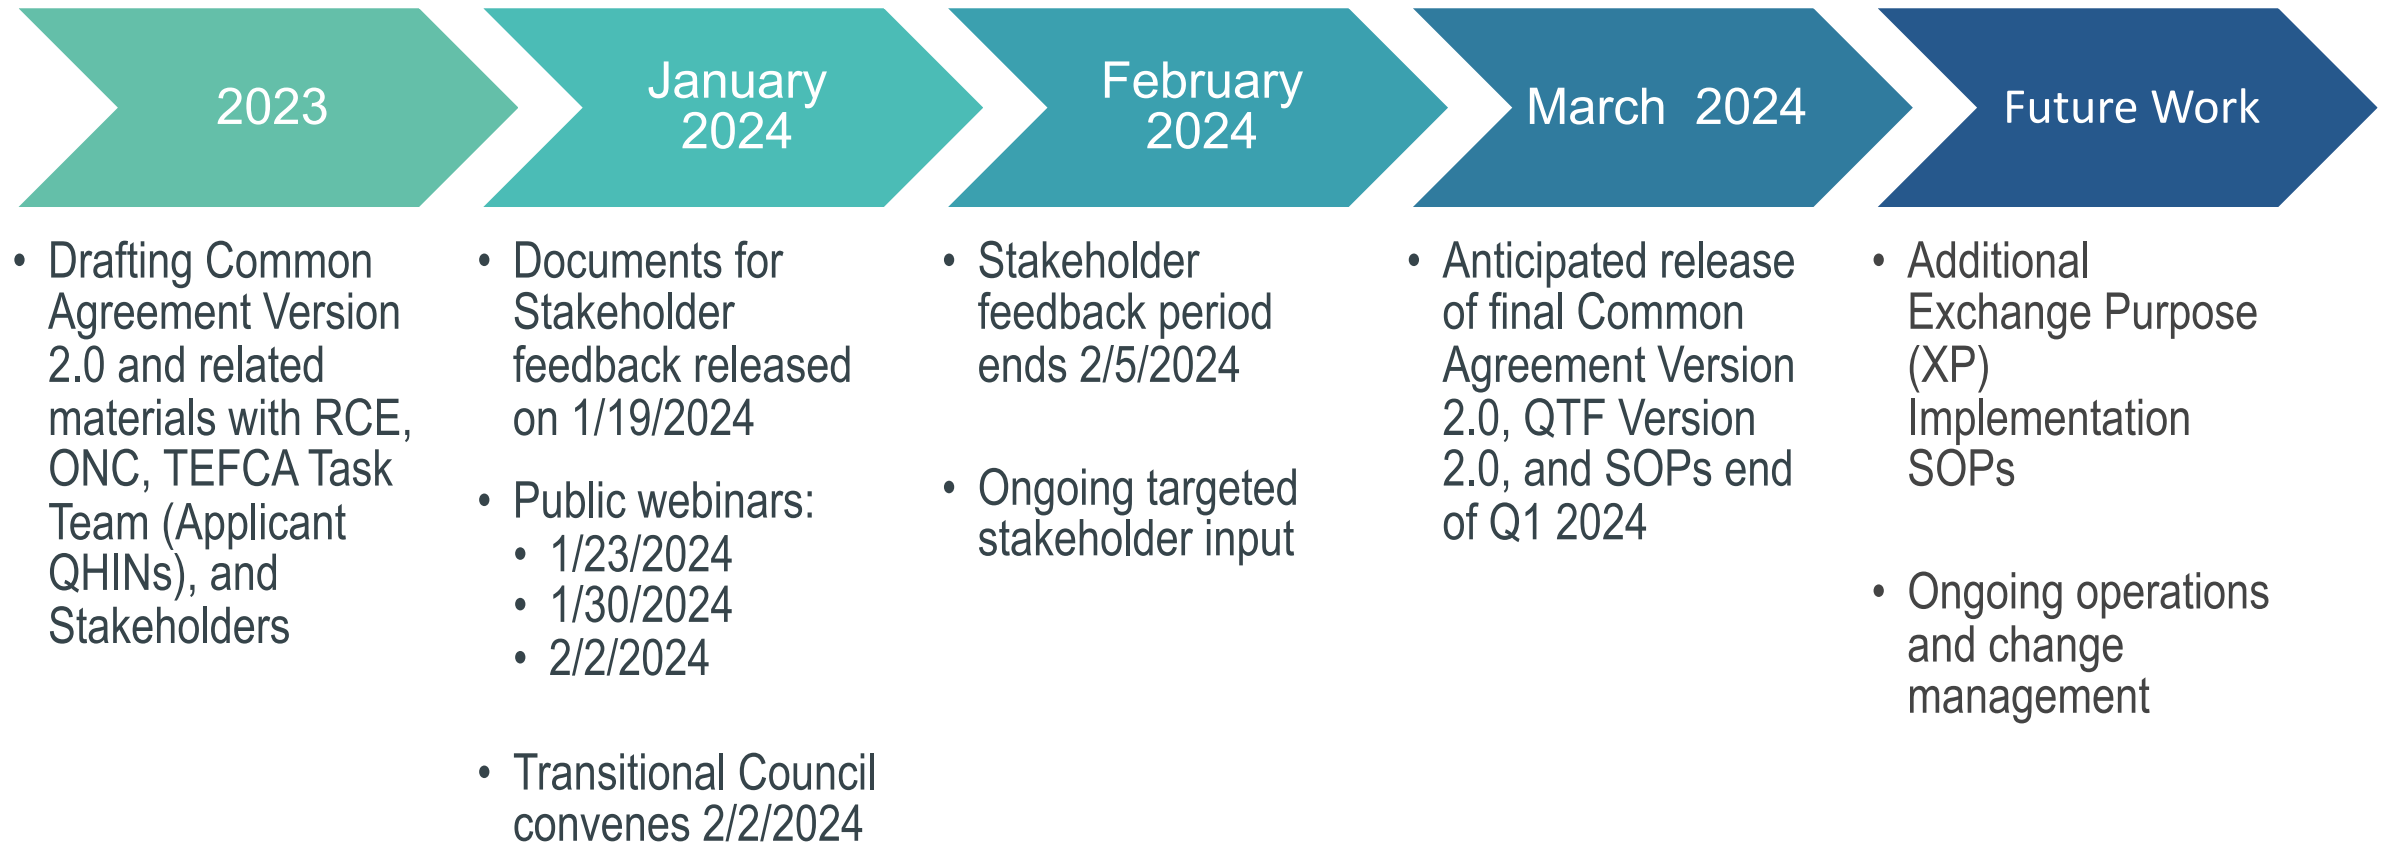 2023
• Drafting Common
Agreement Version
2.0 and related
materials with RCE,
ONC, TEFCA Task
Team (Applicant
QHINs), and
Stakeholders
January
2024
• Documents for
Stakeholder
feedback released
on 1/19/2024
• Public webinars:
• 1/23/2024
• 1/30/2024
• 2/2/2024
• Transitional Council
convenes 2/2/2024
February
2024
• Stakeholder
feedback period
ends 2/5/2024
• Ongoing targeted
stakeholder input
March 2024
• Anticipated release
of final Common
Agreement Version
2.0, QTF Version
2.0, and SOPs end
of Q1 2024
Future Work
• Additional
Exchange Purpose
(XP)
Implementation
SOPs
• Ongoing operations
and change
management